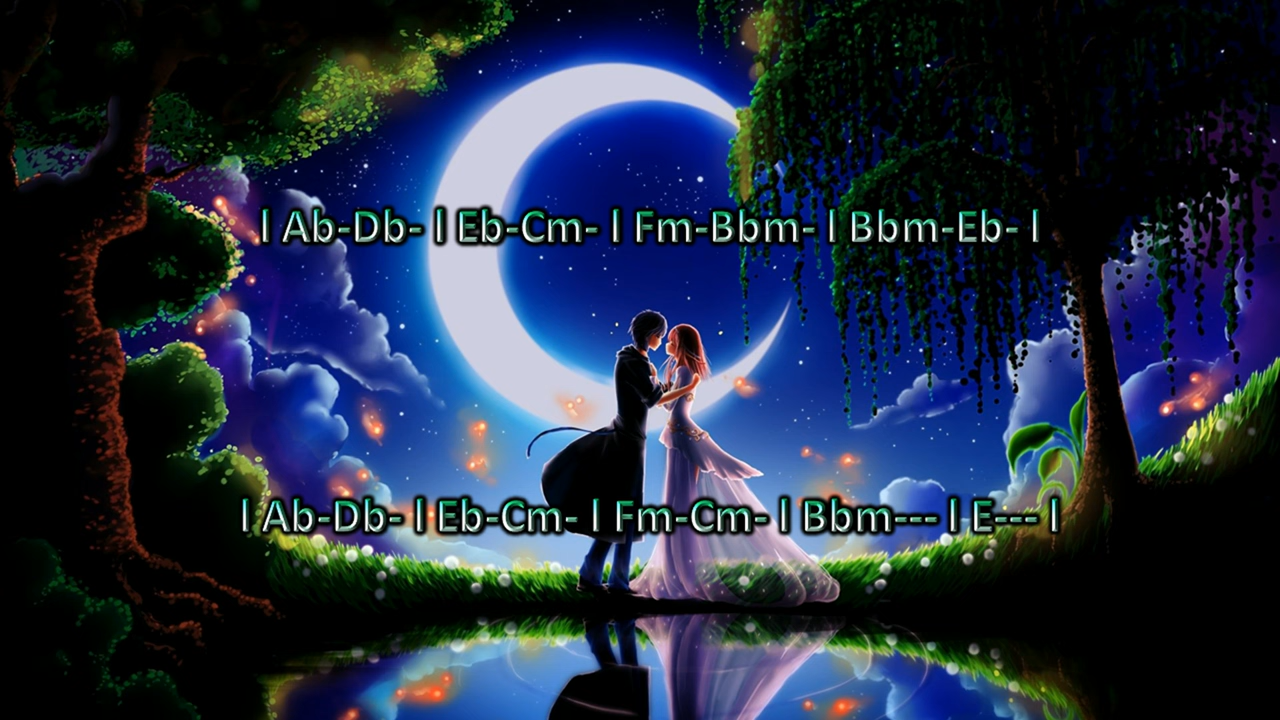 l Ab-Db- l Eb-Cm- l Fm-Bbm- l Bbm-Eb- l
l Ab-Db- l Eb-Cm- l Fm-Cm- l Bbm--- l E--- l